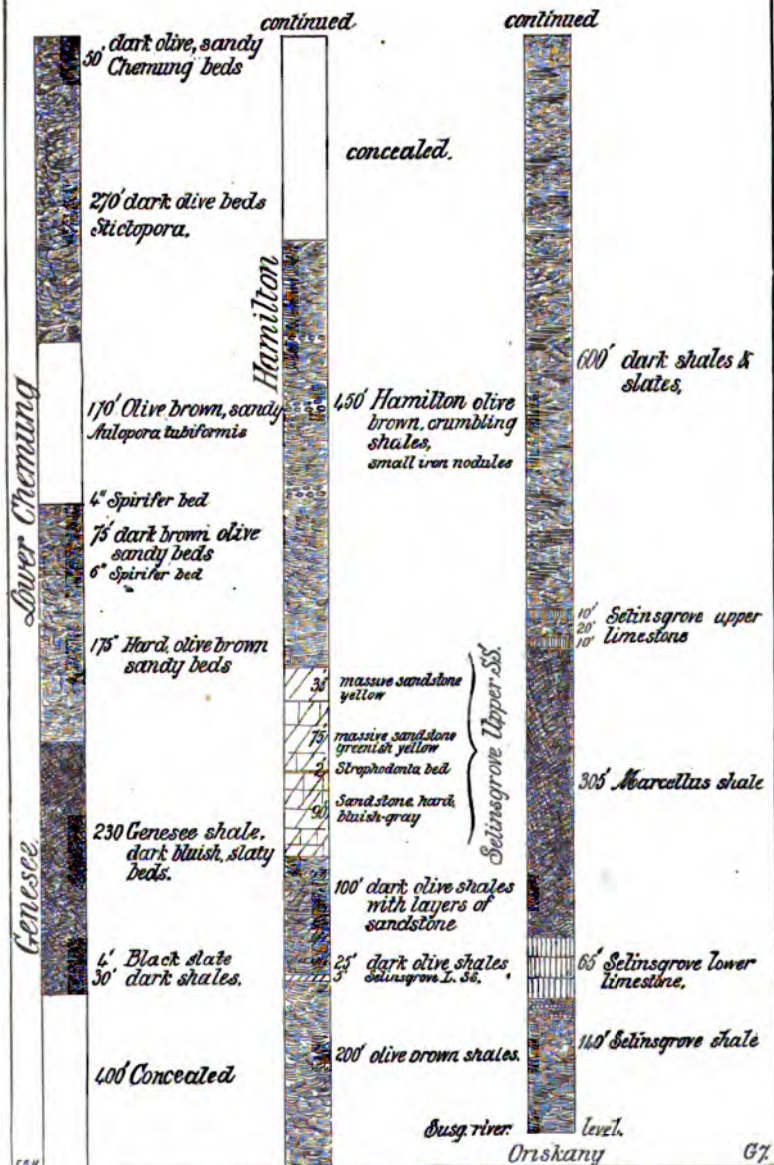 50' dark olive, sandy
Chemung beds
270' dark olive beds
Stictopora.
Lower Chemung
170' Olive brown, sandy
Aulopora tubiformis
4" Spirifer bed
75' dark brown olive
sandy beds
6" Spirifer bed
175' Hard, olive brown
sandy beds
Genesee.
230 Genesee shale,
dark bluish, slaty
beds.
4' Black slate
30' dark shales.
400' Concealed
continued
concealed.
Hamilton
450' Hamilton olive
brown, crumbling
shales,
small iron nodules
35' massive sandstone
yellow
75' massive sandstone
greenish yellow
2' Strophodonta bed
90' Sandstone, hard,
bluish-gray
Selinsgrove Upper SS.
100' dark olive shales
with layers of
sandstone
25' dark olive shales
Selinsgrove L. SS.
200' olive brown shales.
continued
600' dark shales &
slates,
10' Selinsgrove upper
20' limestone
10'
305' Marcellus shale
65' Selinsgrove lower
limestone.
140' Selinsgrove shale
Susq. river level.
Oriskany
G7.